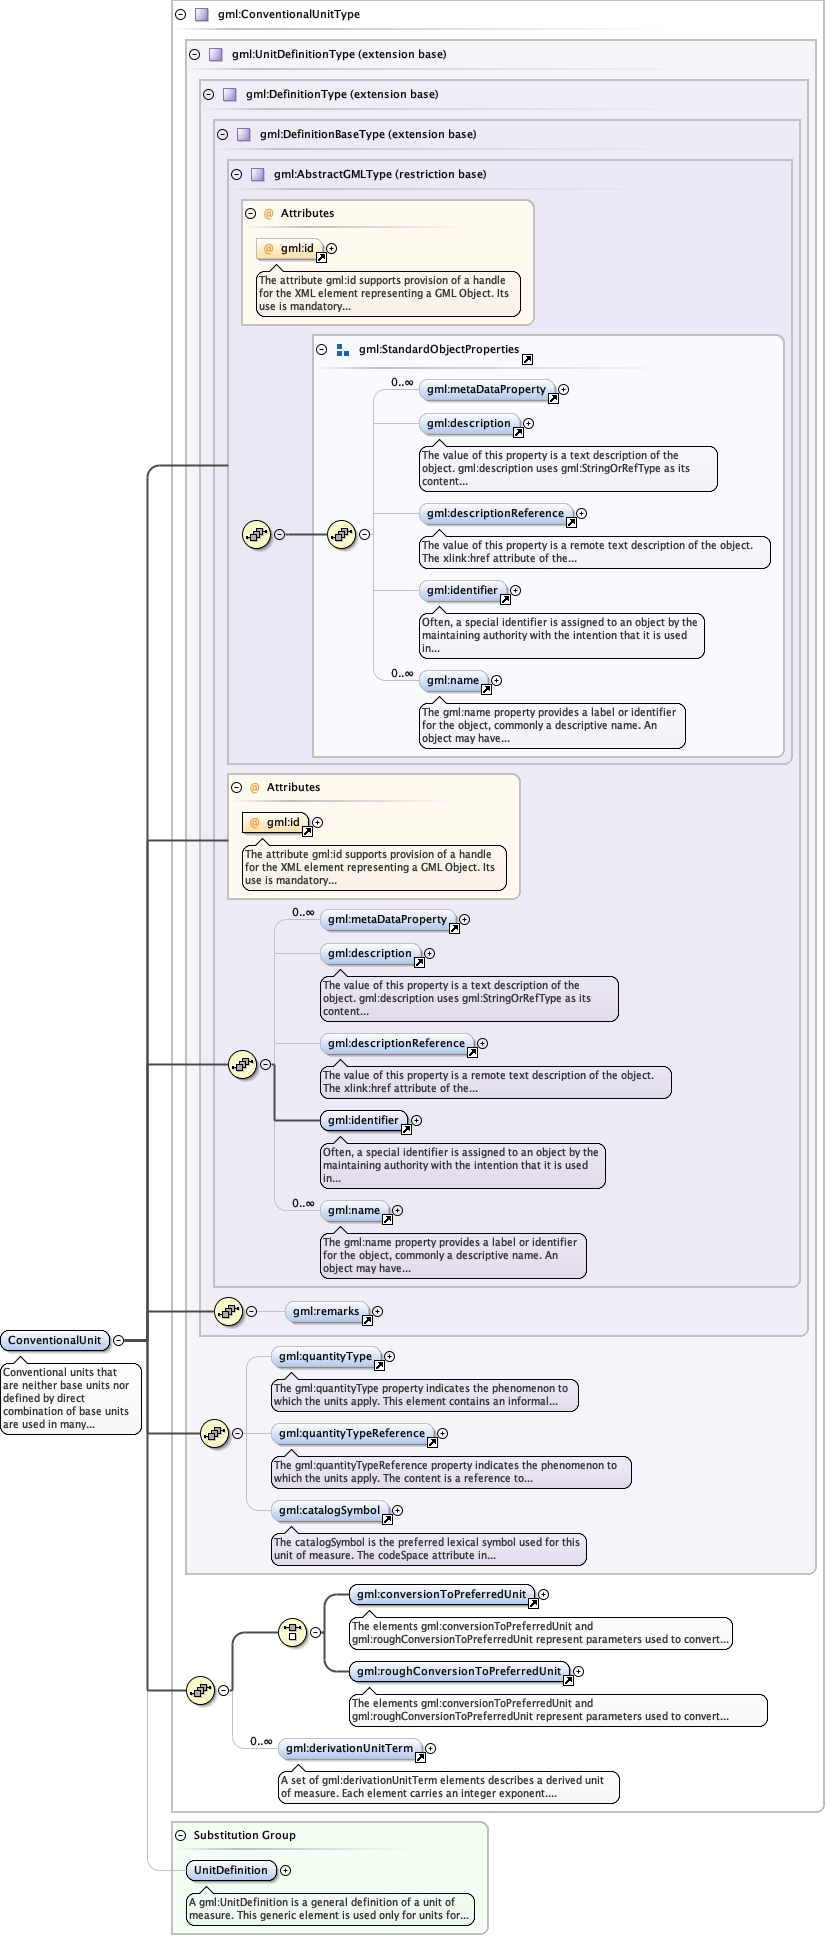 gml:ConventionalUnitType
gml:UnitDefinitionType (extension base)
gml:DefinitionType (extension base)
gml:DefinitionBaseType (extension base)
gml:AbstractGMLType (restriction base)
@ Attributes
@ gml:id
The attribute gml:id supports provision of a handle
for the XML element representing a GML Object. Its
use is mandatory...
gml:StandardObjectProperties
0..∞
gml:metaDataProperty
gml:description
The value of this property is a text description of the
object. gml:description uses gml:StringOrRefType as its
content...
gml:descriptionReference
The value of this property is a remote text description of the object.
The xlink:href attribute of the...
gml:identifier
Often, a special identifier is assigned to an object by the
maintaining authority with the intention that it is used
in...
0..∞
gml:name
The gml:name property provides a label or identifier
for the object, commonly a descriptive name. An
object may have...
@ Attributes
@ gml:id
The attribute gml:id supports provision of a handle
for the XML element representing a GML Object. Its
use is mandatory...
0..∞
gml:metaDataProperty
gml:description
The value of this property is a text description of the
object. gml:description uses gml:StringOrRefType as its
content...
gml:descriptionReference
The value of this property is a remote text description of the object.
The xlink:href attribute of the...
gml:identifier
Often, a special identifier is assigned to an object by the
maintaining authority with the intention that it is used
in...
0..∞
gml:name
The gml:name property provides a label or identifier
for the object, commonly a descriptive name. An
object may have...
gml:remarks
ConventionalUnit
Conventional units that
are neither base units nor
defined by direct
combination of base units
are used in many...
gml:quantityType
The gml:quantityType property indicates the phenomenon to
which the units apply. This element contains an informal...
gml:quantityTypeReference
The gml:quantityTypeReference property indicates the phenomenon to
which the units apply. The content is a reference to...
gml:catalogSymbol
The catalogSymbol is the preferred lexical symbol used for this
unit of measure. The codeSpace attribute in...
gml:conversionToPreferredUnit
The elements gml:conversionToPreferredUnit and
gml:roughConversionToPreferredUnit represent parameters used to convert...
gml:roughConversionToPreferredUnit
The elements gml:conversionToPreferredUnit and
gml:roughConversionToPreferredUnit represent parameters used to convert...
0..∞
gml:derivationUnitTerm
A set of gml:derivationUnitTerm elements describes a derived unit
of measure. Each element carries an integer exponent....
Substitution Group
UnitDefinition
A gml:UnitDefinition is a general definition of a unit of
measure. This generic element is used only for units for...